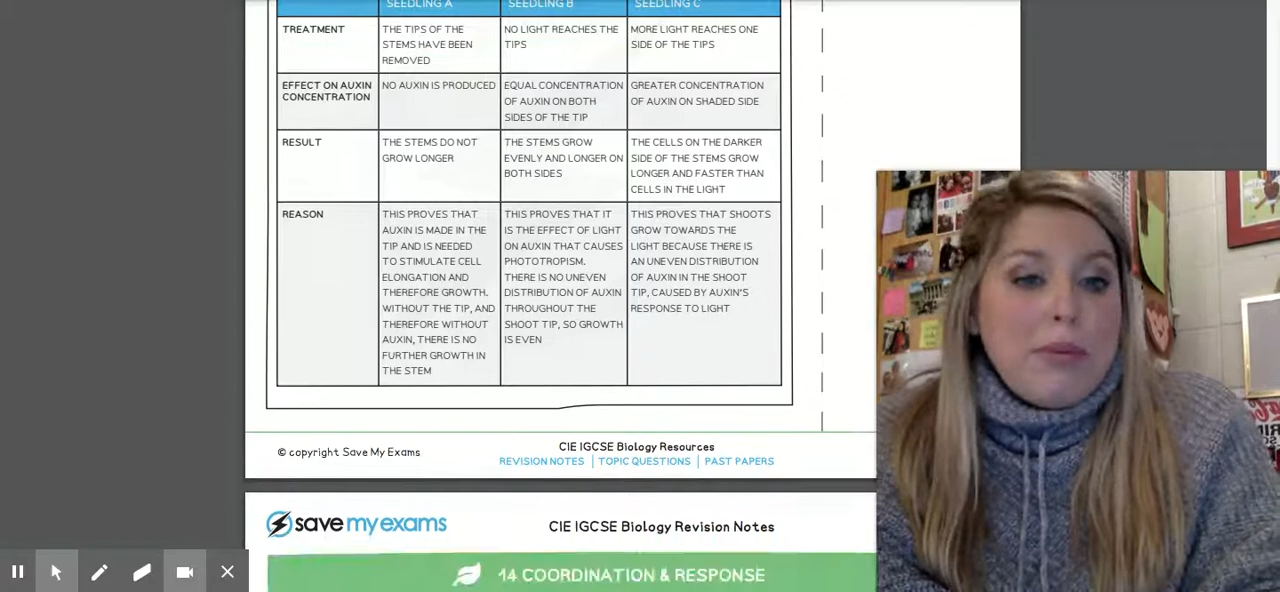 SEEDLING A SEEDLING B SEEDLING C
TREATMENT
THE TIPS OF THE
STEMS HAVE BEEN
REMOVED
NO LIGHT REACHES THE
TIPS
MORE LIGHT REACHES ONE
SIDE OF THE TIPS
EFFECT ON AUXIN
CONCENTRATION
NO AUXIN IS PRODUCED
EQUAL CONCENTRATION
OF AUXIN ON BOTH
SIDES OF THE TIP
GREATER CONCENTRATION
OF AUXIN ON SHADED SIDE
RESULT
THE STEMS DO NOT
GROW LONGER
THE STEMS GROW
EVENLY AND LONGER ON
BOTH SIDES
THE CELLS ON THE DARKER
SIDE OF THE STEMS GROW
LONGER AND FASTER THAN
CELLS IN THE LIGHT
REASON
THIS PROVES THAT
AUXIN IS MADE IN THE
TIP AND IS NEEDED
TO STIMULATE CELL
ELONGATION AND
THEREFORE GROWTH.
WITHOUT THE TIP, AND
THEREFORE WITHOUT
AUXIN, THERE IS NO
FURTHER GROWTH IN
THE STEM
THIS PROVES THAT IT
IS THE EFFECT OF LIGHT
ON AUXIN THAT CAUSES
PHOTOTROPISM.
THERE IS NO UNEVEN
DISTRIBUTION OF AUXIN
THROUGHOUT THE
SHOOT TIP, SO GROWTH
IS EVEN
THIS PROVES THAT SHOOTS
GROW TOWARDS THE
LIGHT BECAUSE THERE IS
AN UNEVEN DISTRIBUTION
OF AUXIN IN THE SHOOT
TIP, CAUSED BY AUXIN'S
RESPONSE TO LIGHT
© copyright Save My Exams
CIE IGCSE Biology Resources
REVISION NOTES | TOPIC QUESTIONS | PAST PAPERS
save my exams
CIE IGCSE Biology Revision Notes
14 COORDINATION & RESPONSE